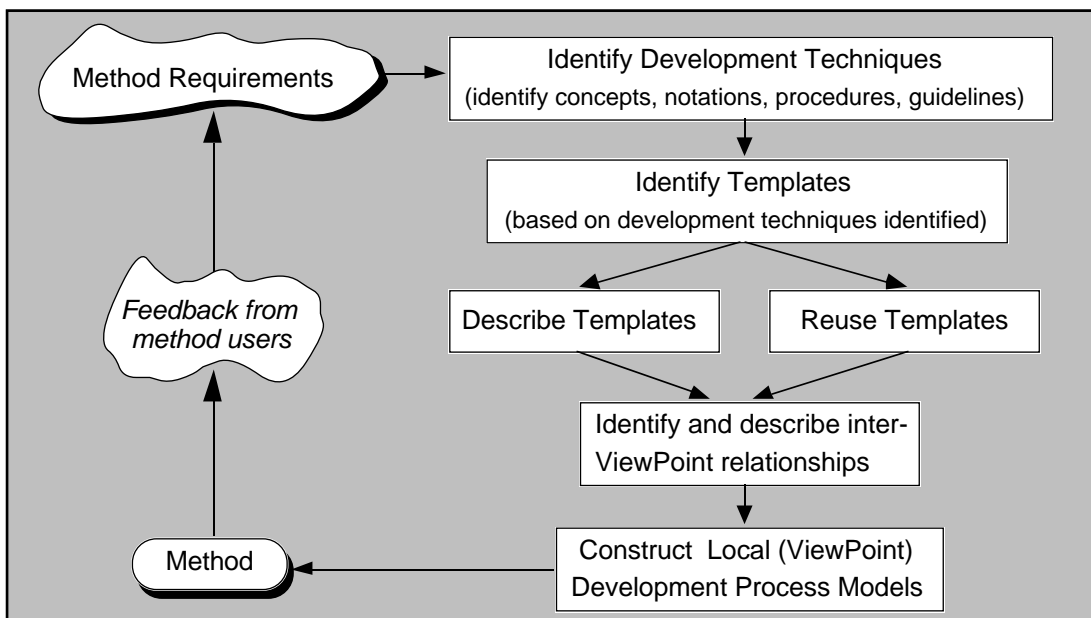 Method Requirements
Identify Development Techniques
(identify concepts, notations, procedures, guidelines)
Identify Templates
(based on development techniques identified)
Describe Templates
Reuse Templates
Identify and describe inter-
ViewPoint relationships
Construct Local (ViewPoint)
Development Process Models
Method
Feedback from
method users